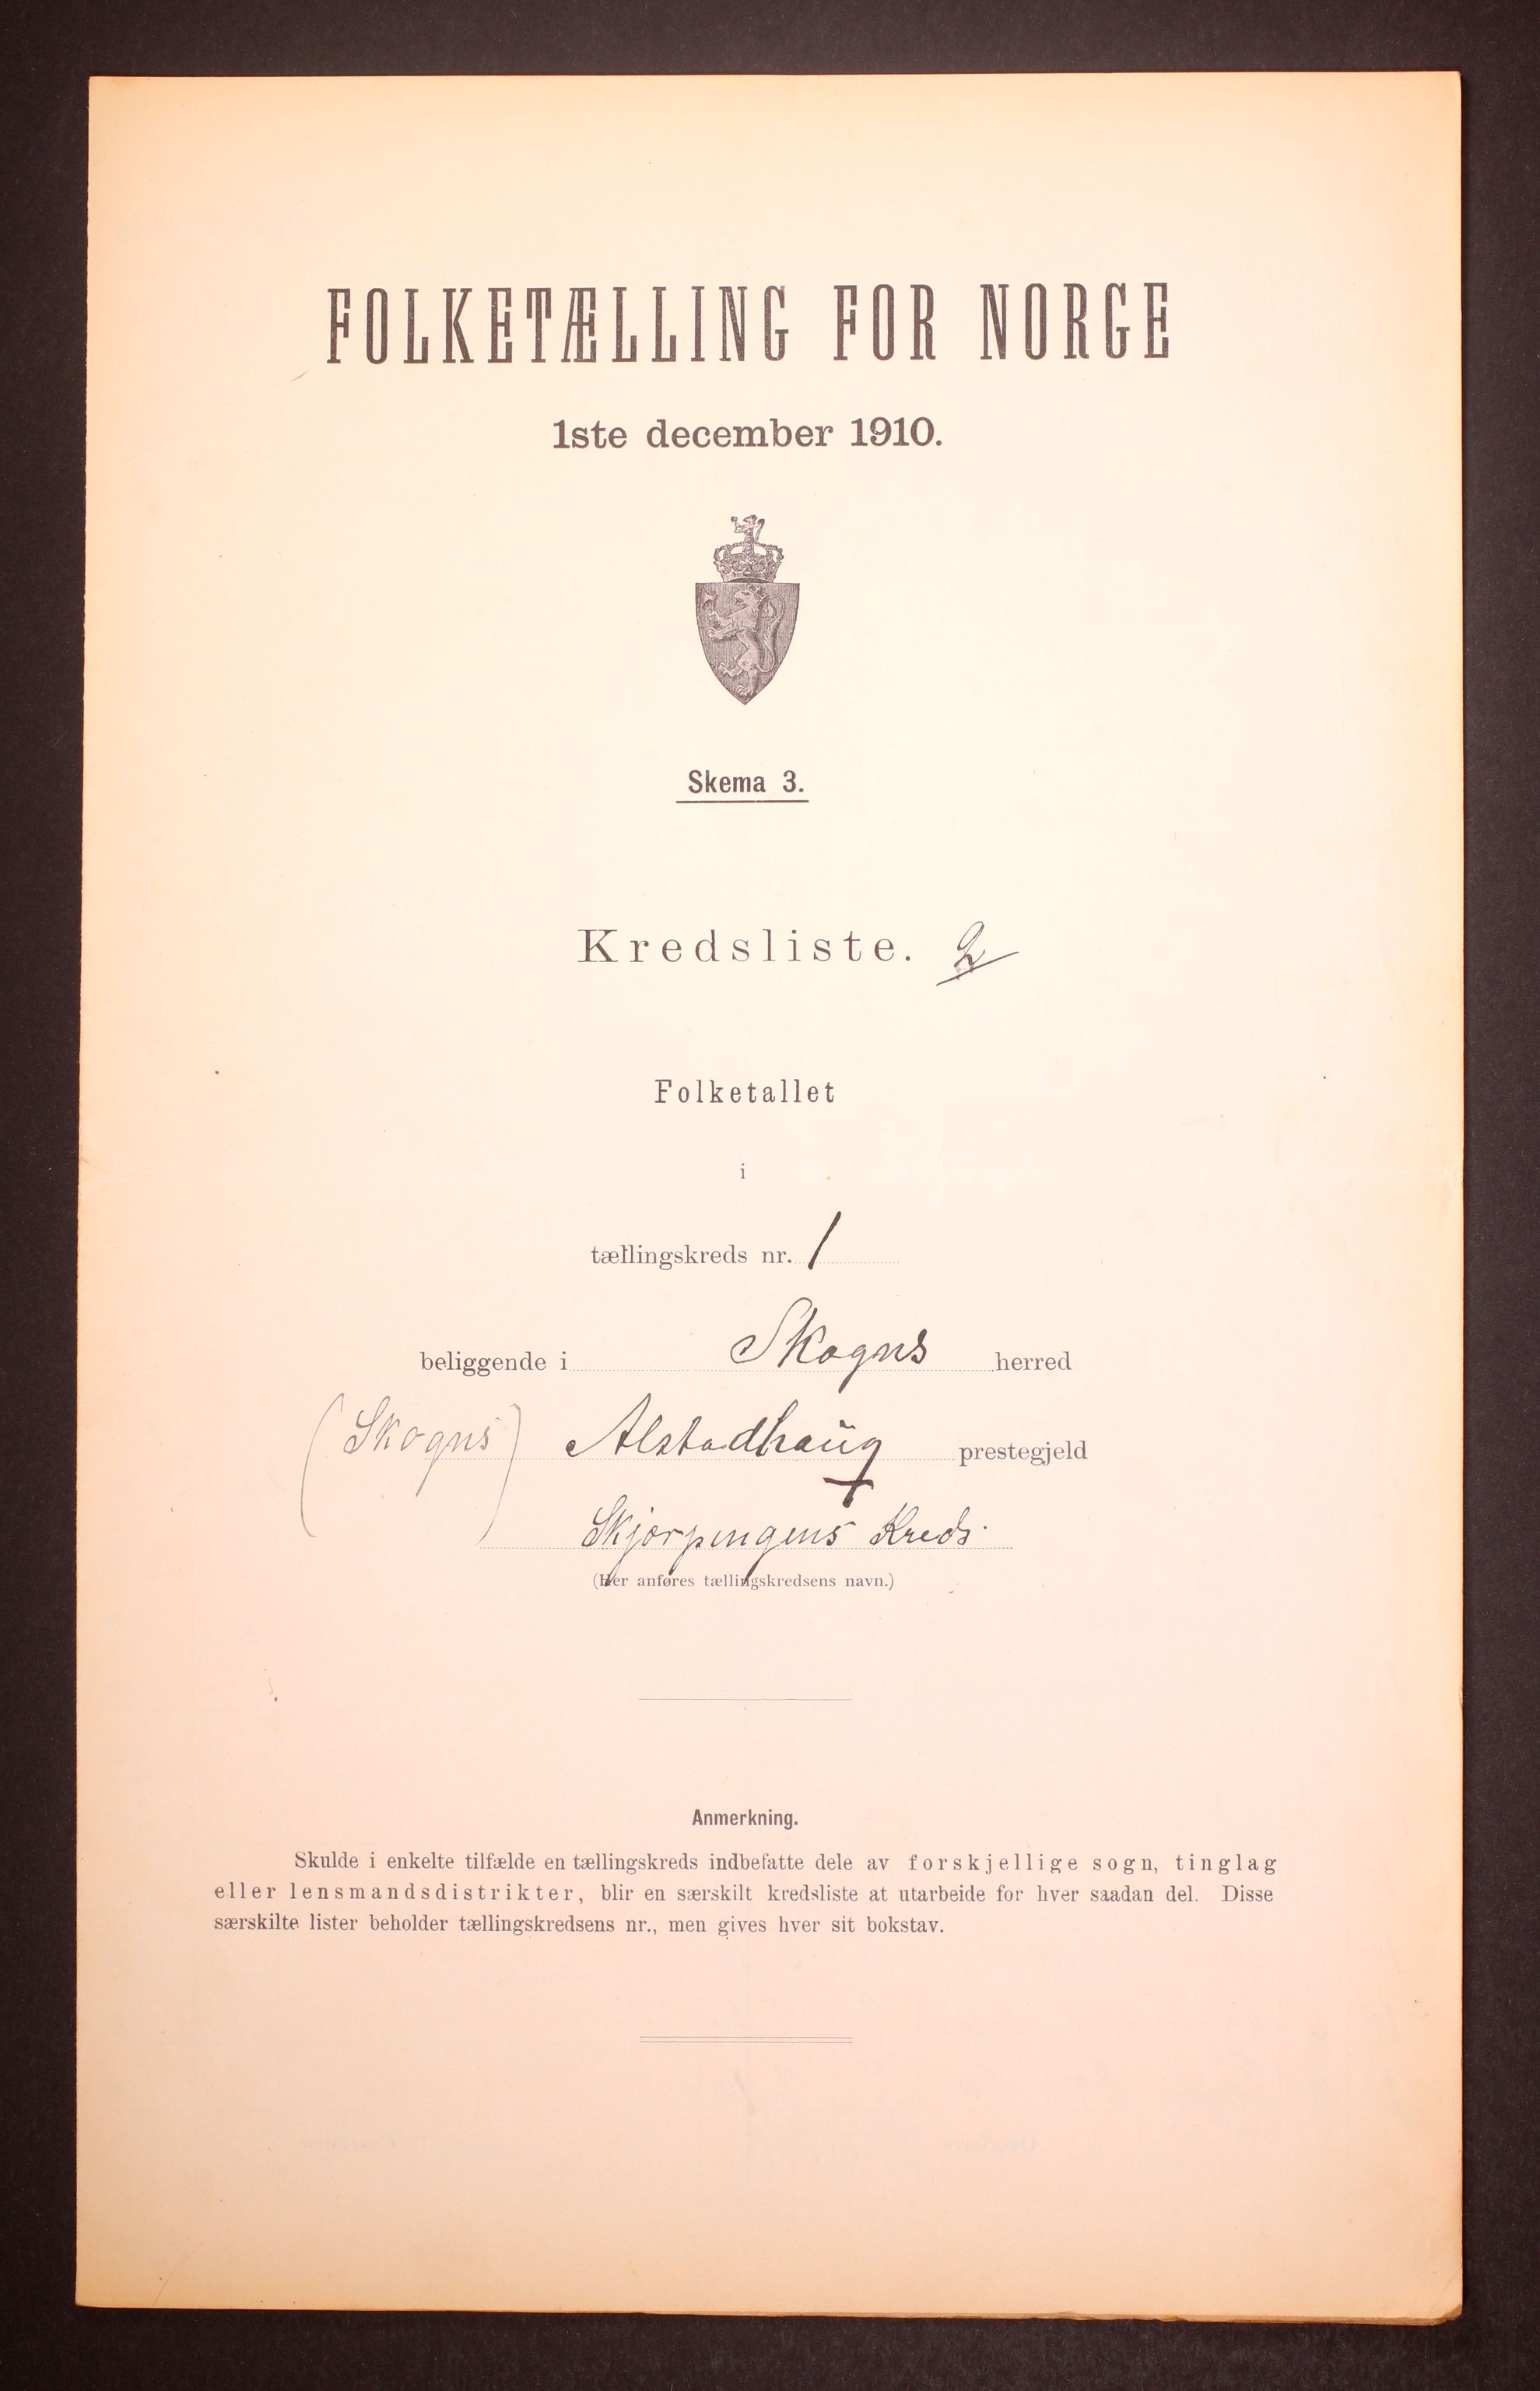 FOLKETÆLLING FOR NORGE
1ste december 1910.
Skema 3.
Kredsliste. 2
Folketallet
i
tællingskreds nr. 1
beliggende i Skogns herred
(Skogns) Alstadhaüg prestegjeld
Skjørpingens Kreds.
(Her anføres tællingskredsens navn.)
Anmerkning.
Skulde i enkelte tilfælde en tællingskreds indbefatte dele av forskjellige sogn, tinglag
eller lensmandsdistrikter, blir en særskilt kredsliste at utarbeide for hver saadan del. Disse
særskilte lister beholder tællingskredsens nr., men gives hver sit bokstav.